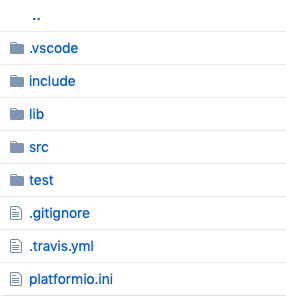 ..
.vscode
include
lib
src
test
.gitignore
.travis.yml
platformio.ini